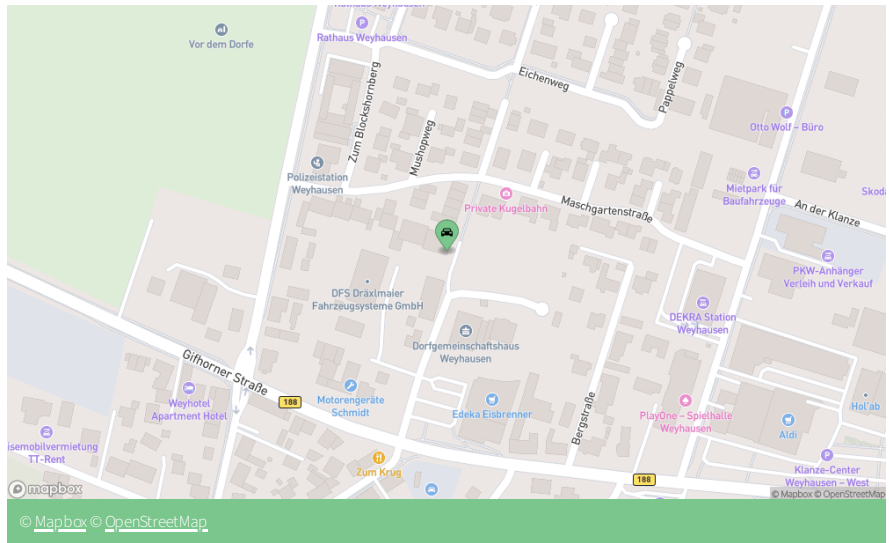 Rathaus Weyhausen
Vor dem Dorfe
Rathaus Weyhausen
Eichenweg
Pappelweg
Zum Blockshornberg
Mushopweg
Otto Wolf – Büro
Polizeistation
Weyhausen
Mietpark für
Baufahrzeuge
Skoda
Private Kugelbahn
Maschgartenstraße
An der Klanze
PKW-Anhänger
Verleih und Verkauf
DFS Dräxlmaier
Fahrzeugsysteme GmbH
DEKRA Station
Weyhausen
Dorfgemeinschaftshaus
Weyhausen
Gifhorner Straße
188
Weyhotel
Apartment Hotel
Motorengeräte
Schmidt
Edeka Eisbrenner
Bergstraße
PlayOne – Spielhalle
Weyhausen
Hol'ab
Aldi
isemobilvermietung
TT-Rent
Zum Krug
188
Klanze-Center
Weyhausen – West
mapbox
© Mapbox © OpenStreetMap
© Mapbox © OpenStreetMap